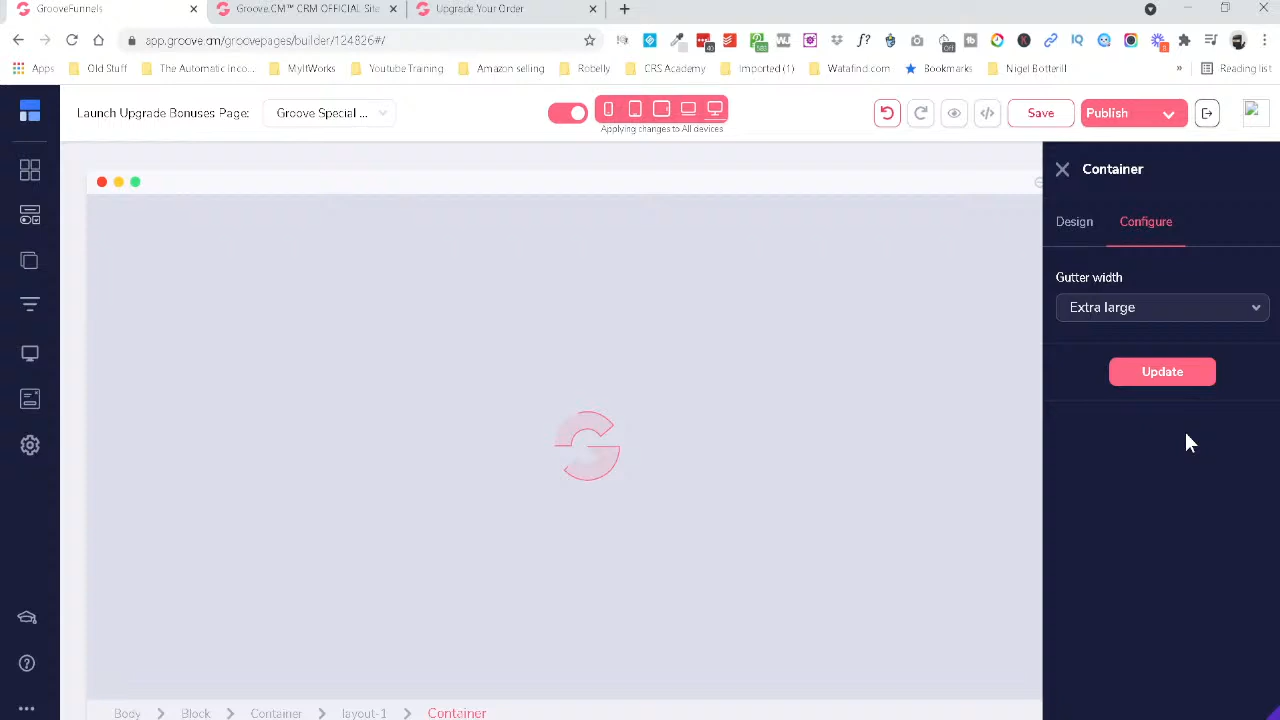 GrooveFunnels
Groove.CM™ CRM OFFICIAL Site
Upgrade Your Order
app.groove.cm/groovepages/builder/124826#/
Apps
Old Stuff
The Automatic Inco...
MattWorks
Youtube Training
Amazon selling
Robelly
CRS Academy
Imported (1)
Watafind.com
Bookmarks
Nigel Botterill
»
Reading list
Launch Upgrade Bonuses Page:
Groove Special ...
Applying changes to All devices
Save
Publish
Container
Design
Configure
Gutter width
Extra large
Update
Body
Block
Container
layout-1
Container